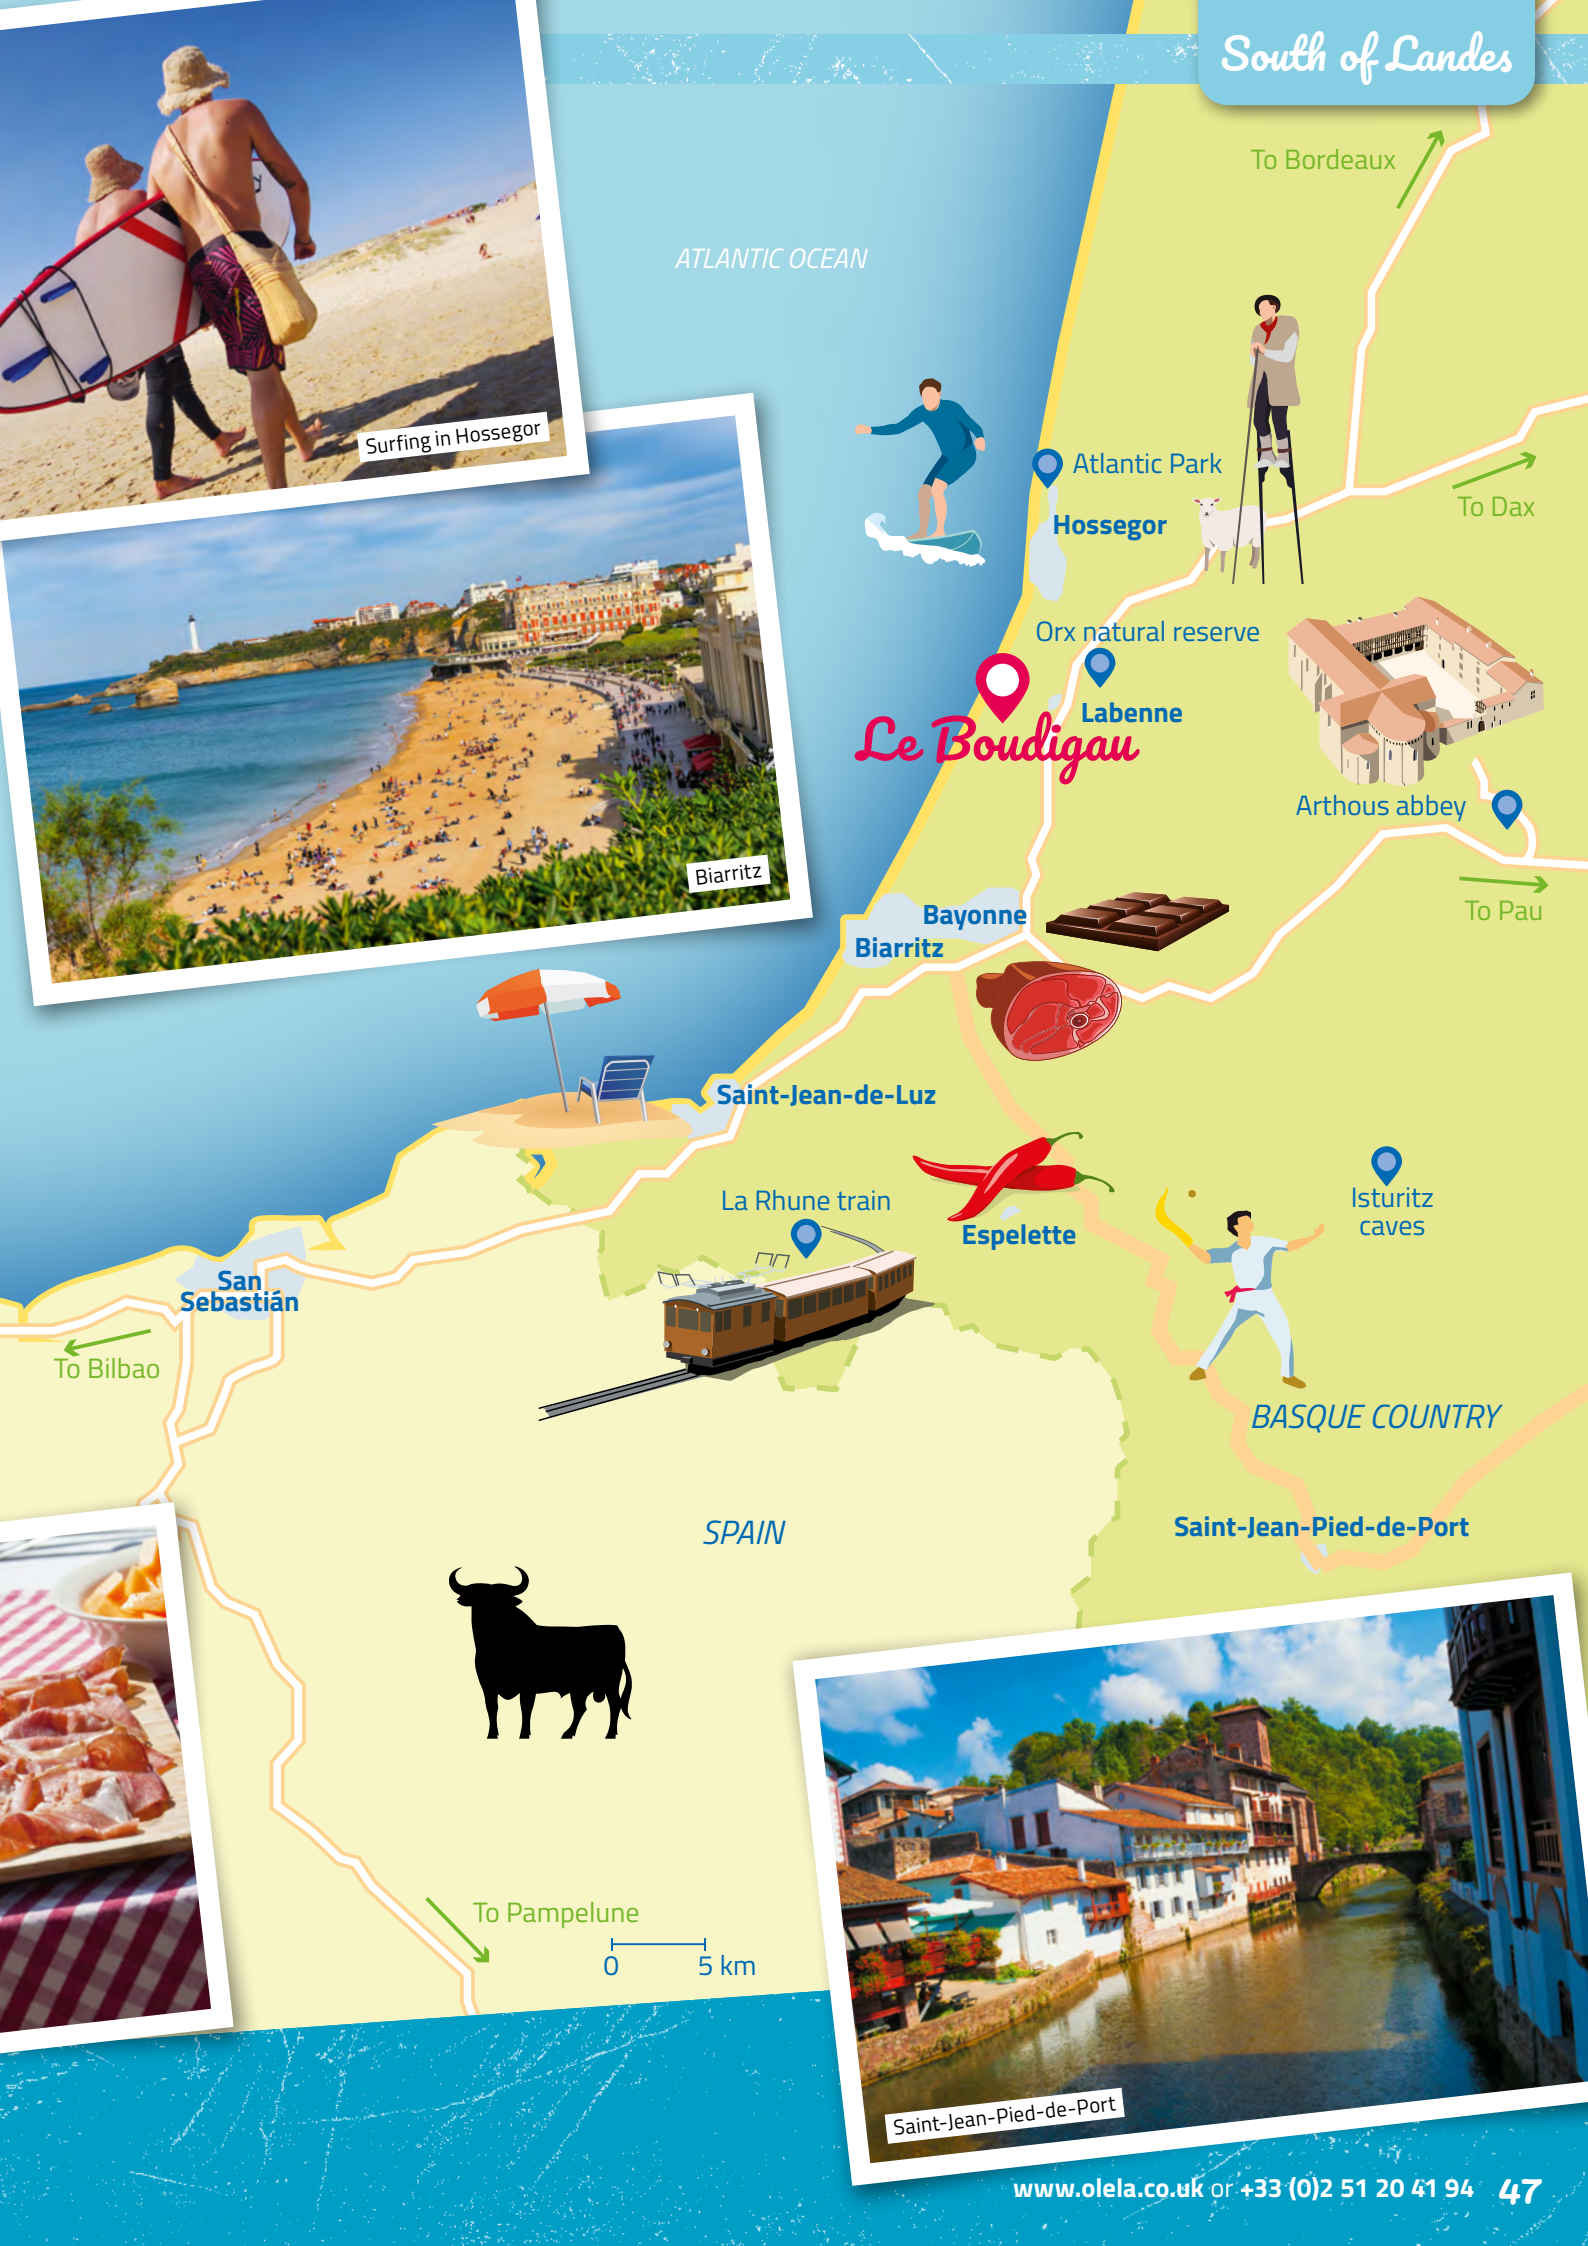 South of Landes
To Bordeaux
ATLANTIC OCEAN
Surfing in Hossegor
Atlantic Park
To Dax
Hossegor
Orx natural reserve
Labenne
Le Boudigau
Arthous abbey
Biarritz
To Pau
Bayonne
Biarritz
Saint-Jean-de-Luz
La Rhune train
Espelette
Isturitz
caves
San
Sebastián
To Bilbao
BASQUE COUNTRY
SPAIN
Saint-Jean-Pied-de-Port
To Pampelune
0 5 km
Saint-Jean-Pied-de-Port
www.olela.co.uk or +33 (0)2 51 20 41 94 47